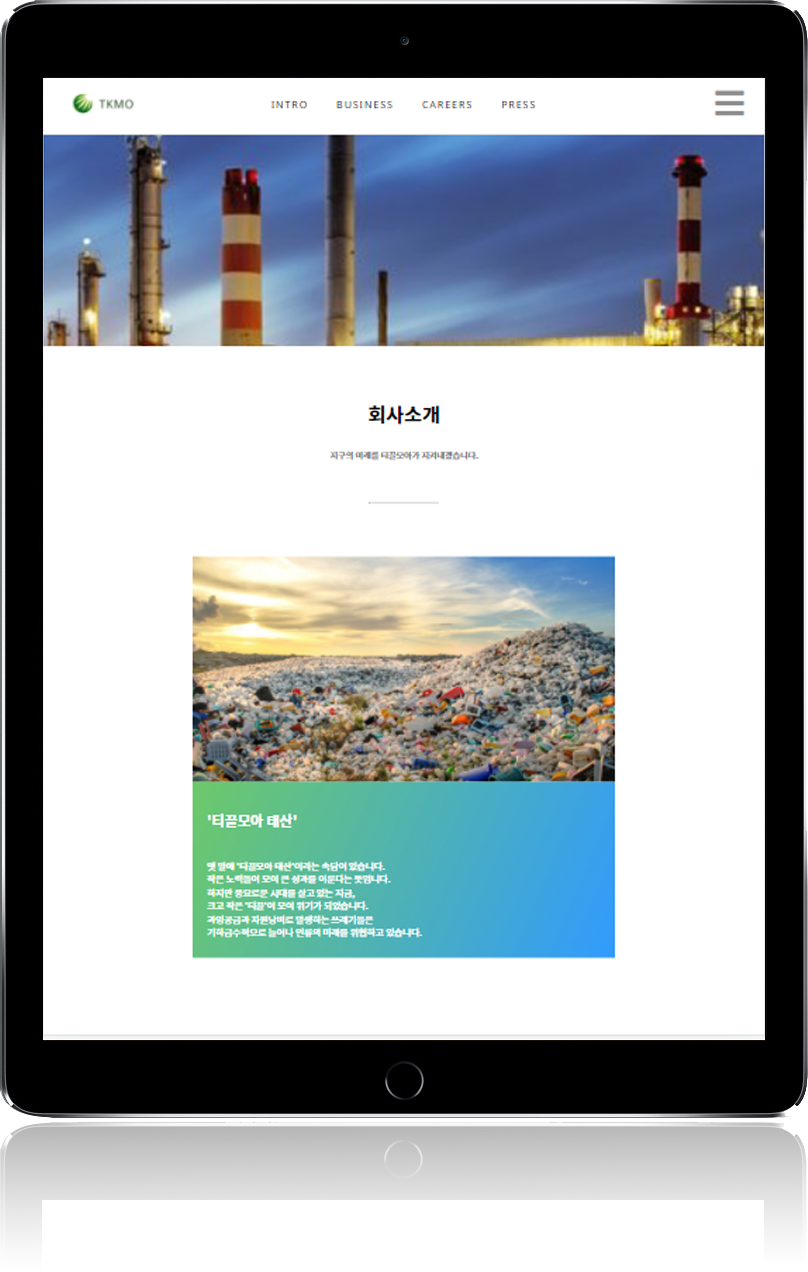 TKMO
INTRO BUSINESS CAREERS PRESS
회사소개
지구의 미래를 티끌모아가 지켜내겠습니다.
'티끌모아 태산'
옛 말에 '티끌모아 태산'이라는 속담이 있습니다.
작은 노력들이 모여 큰 성과를 이룬다는 뜻입니다.
하지만 풍요로운 시대를 살고 있는 지금,
크고 작은 '티끌'이 모여 위기가 되었습니다.
과잉공급과 자원낭비로 발생하는 쓰레기들은
기하급수적으로 늘어나 인류의 미래를 위협하고 있습니다.